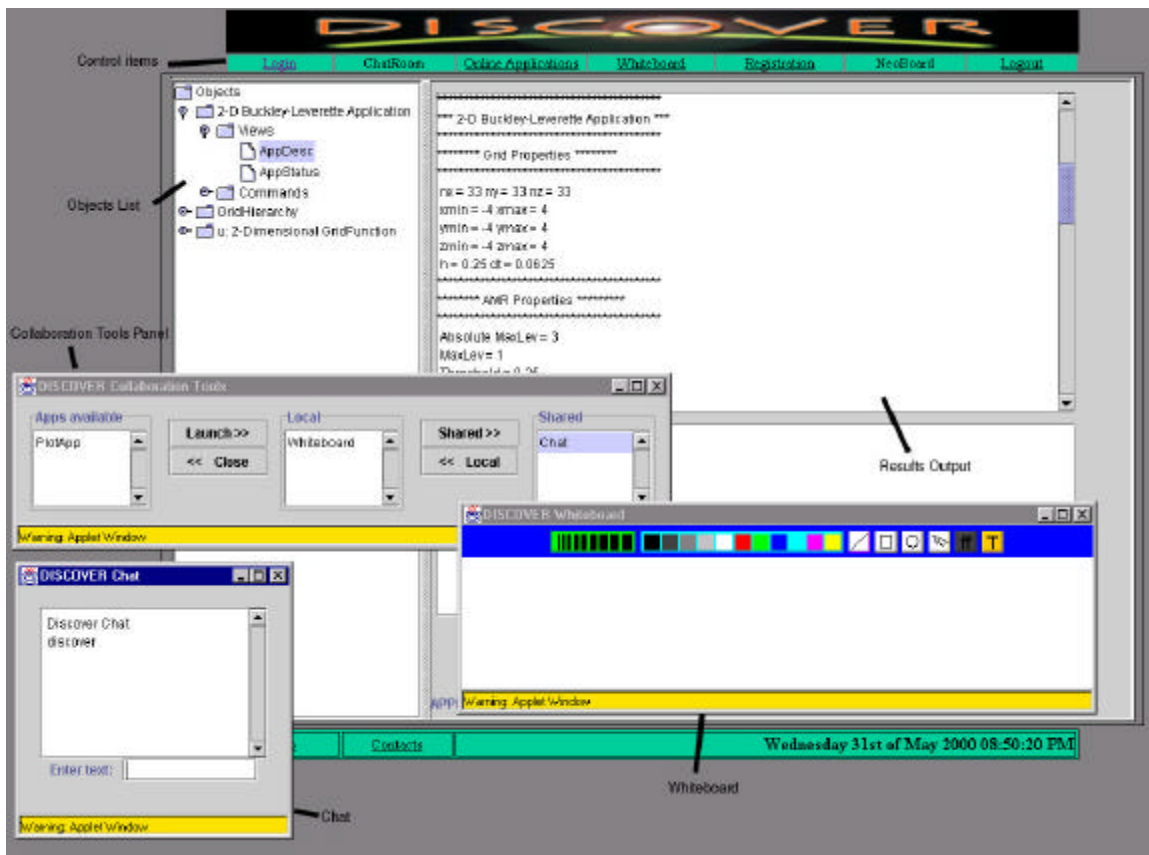 DISCOVER
Control items
Login ChatRoom Online Applications Whiteboard Registration NeoBoard Logout
Objects
2-D Buckley-Leverette Application
Views
AppDesc
AppStatus
Commands
GridHierarchy
u: 2-Dimensional GridFunction
Objects List
*** 2-D Buckley-Leverette Application ***
******** Grid Properties ********
nx = 33 ny = 33 nz = 33
xmin = -4 xmax = 4
ymin = -4 ymax = 4
zmin = -4 zmax = 4
h = 0.25 dt = 0.0625
******** AMR Properties *********
Absolute MaxLev = 3
MaxLev = 1
Threshold = 0.25
Results Output
Collaboration Tools Panel
DISCOVER Collaboration Tools
Apps available
PlotApp
Launch >>
<< Close
Local
Whiteboard
Shared >>
<< Local
Shared
Chat
Warning: Applet Window
DISCOVER Whiteboard
T
Warning: Applet Window
Whiteboard
DISCOVER Chat
Discover Chat
discover
Enter text:
Warning: Applet Window
Chat
Contacts
Wednesday 31st of May 2000 08:50:20 PM